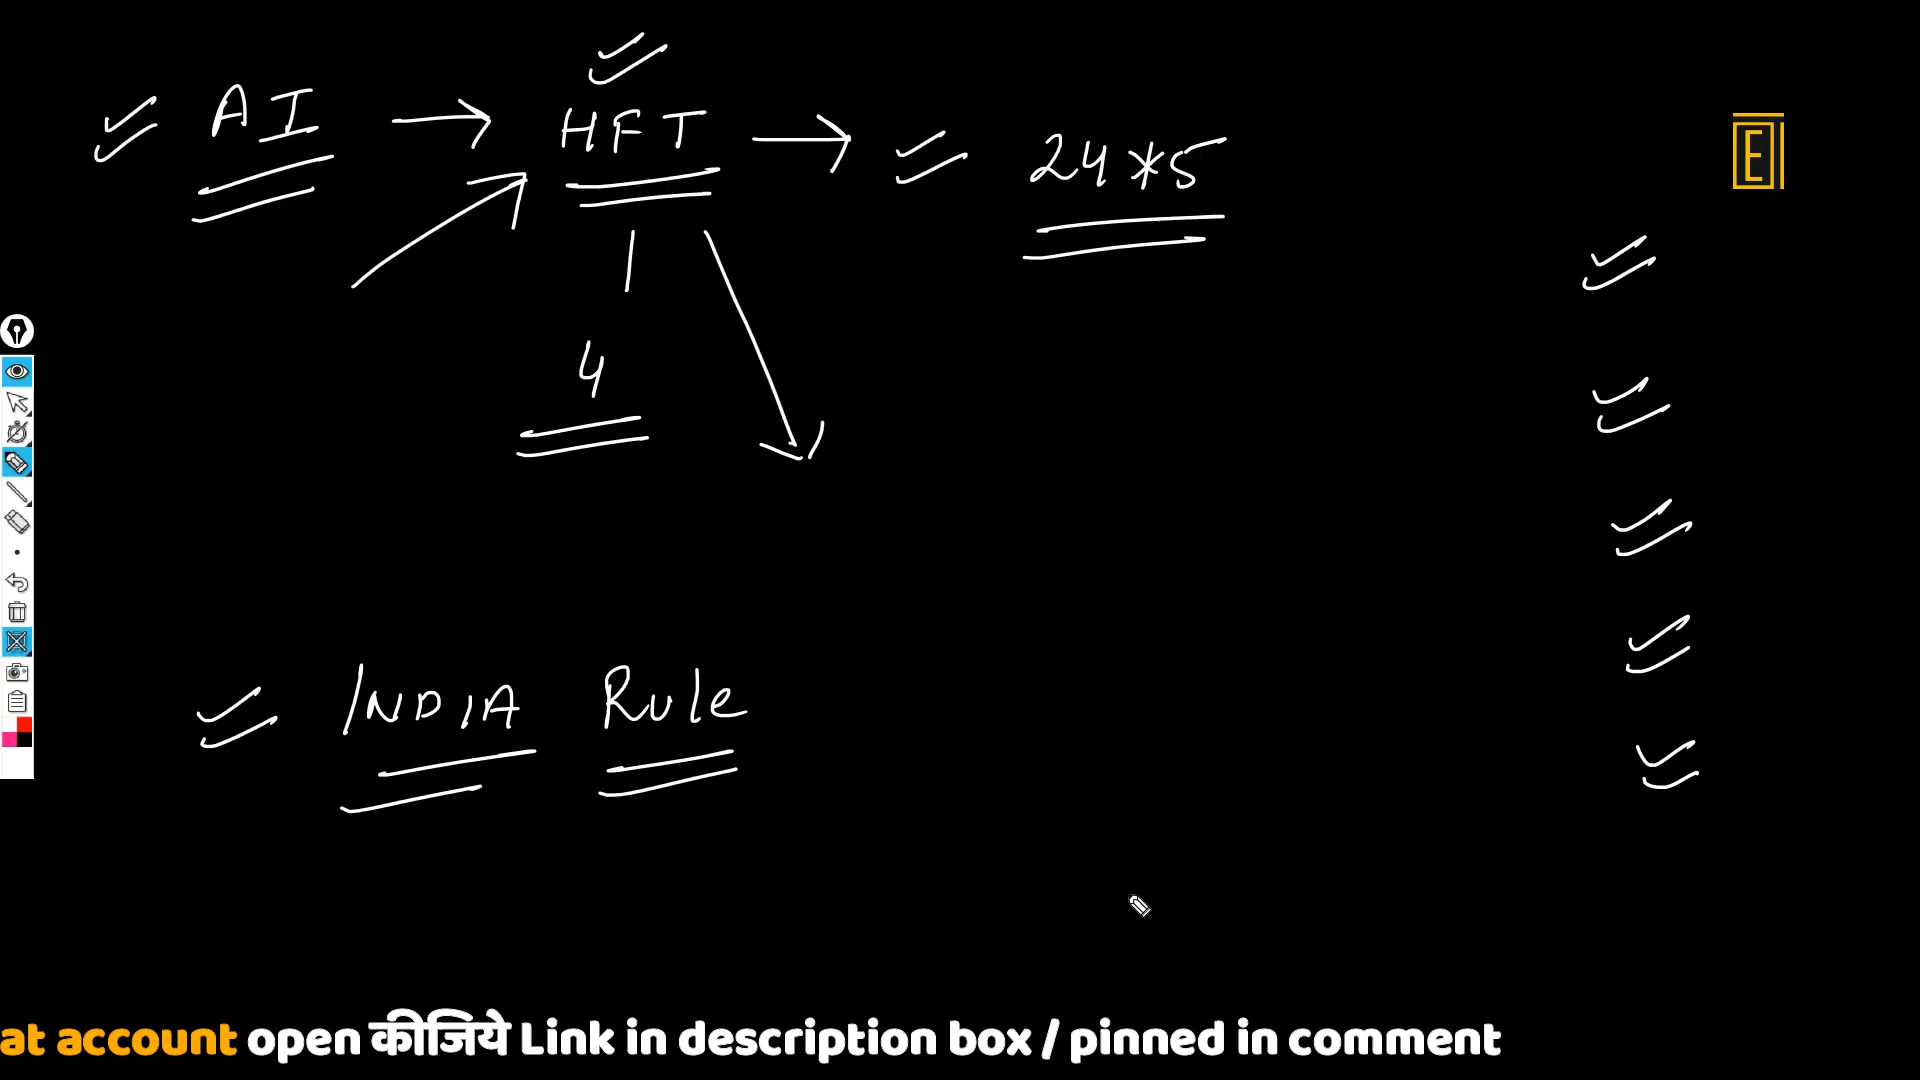 AI → HFT → 24*5
E
4
INDIA Rule
at account open कीजिये Link in description box / pinned in comment